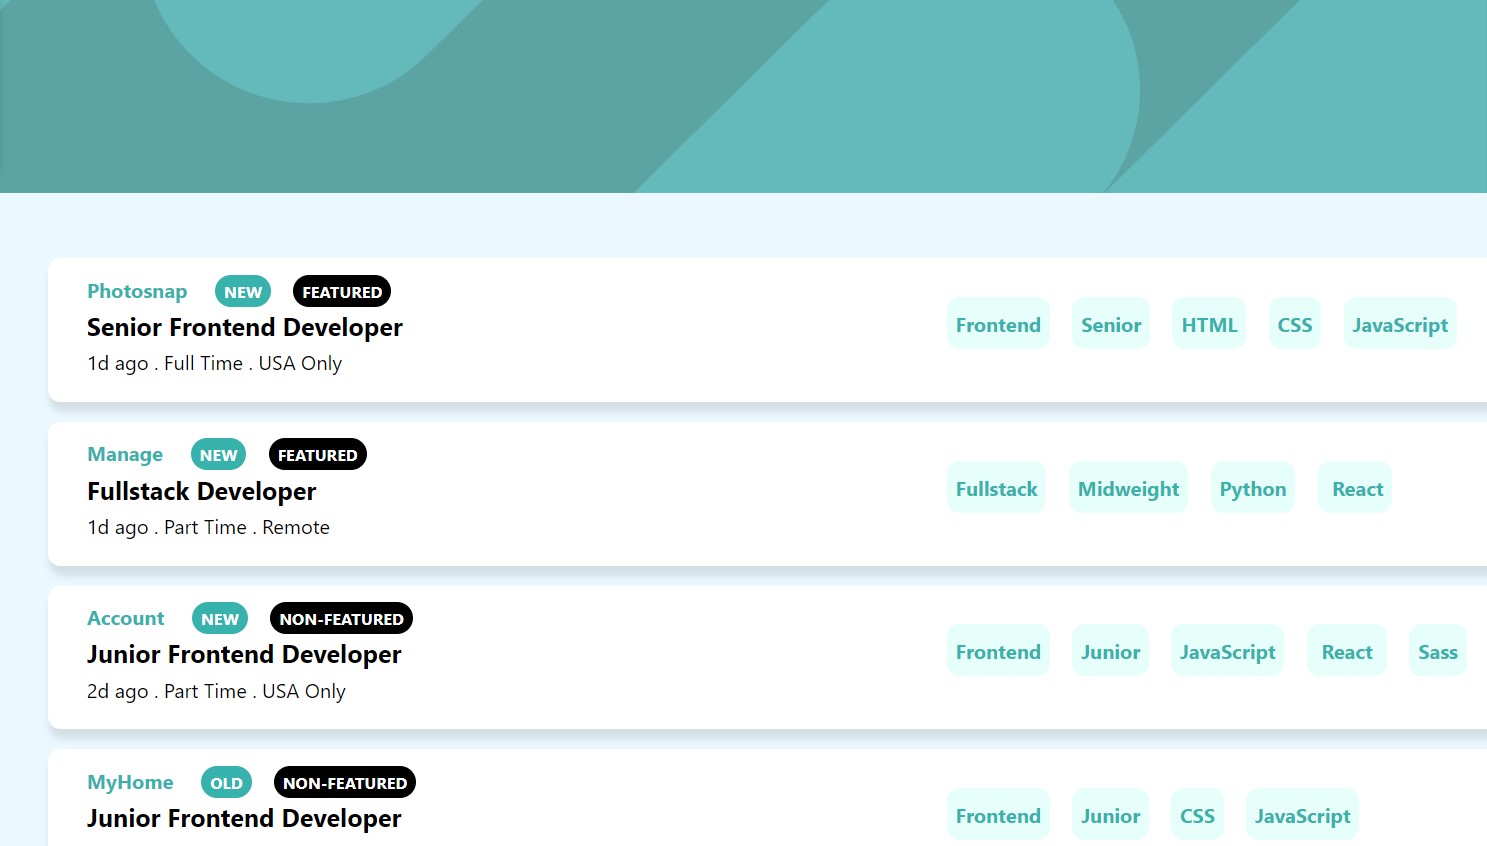 Photosnap NEW FEATURED
Senior Frontend Developer
1d ago . Full Time . USA Only
Frontend Senior HTML CSS JavaScript
Manage NEW FEATURED
Fullstack Developer
1d ago . Part Time . Remote
Fullstack Midweight Python React
Account NEW NON-FEATURED
Junior Frontend Developer
2d ago . Part Time . USA Only
Frontend Junior JavaScript React Sass
MyHome OLD NON-FEATURED
Junior Frontend Developer
Frontend Junior CSS JavaScript